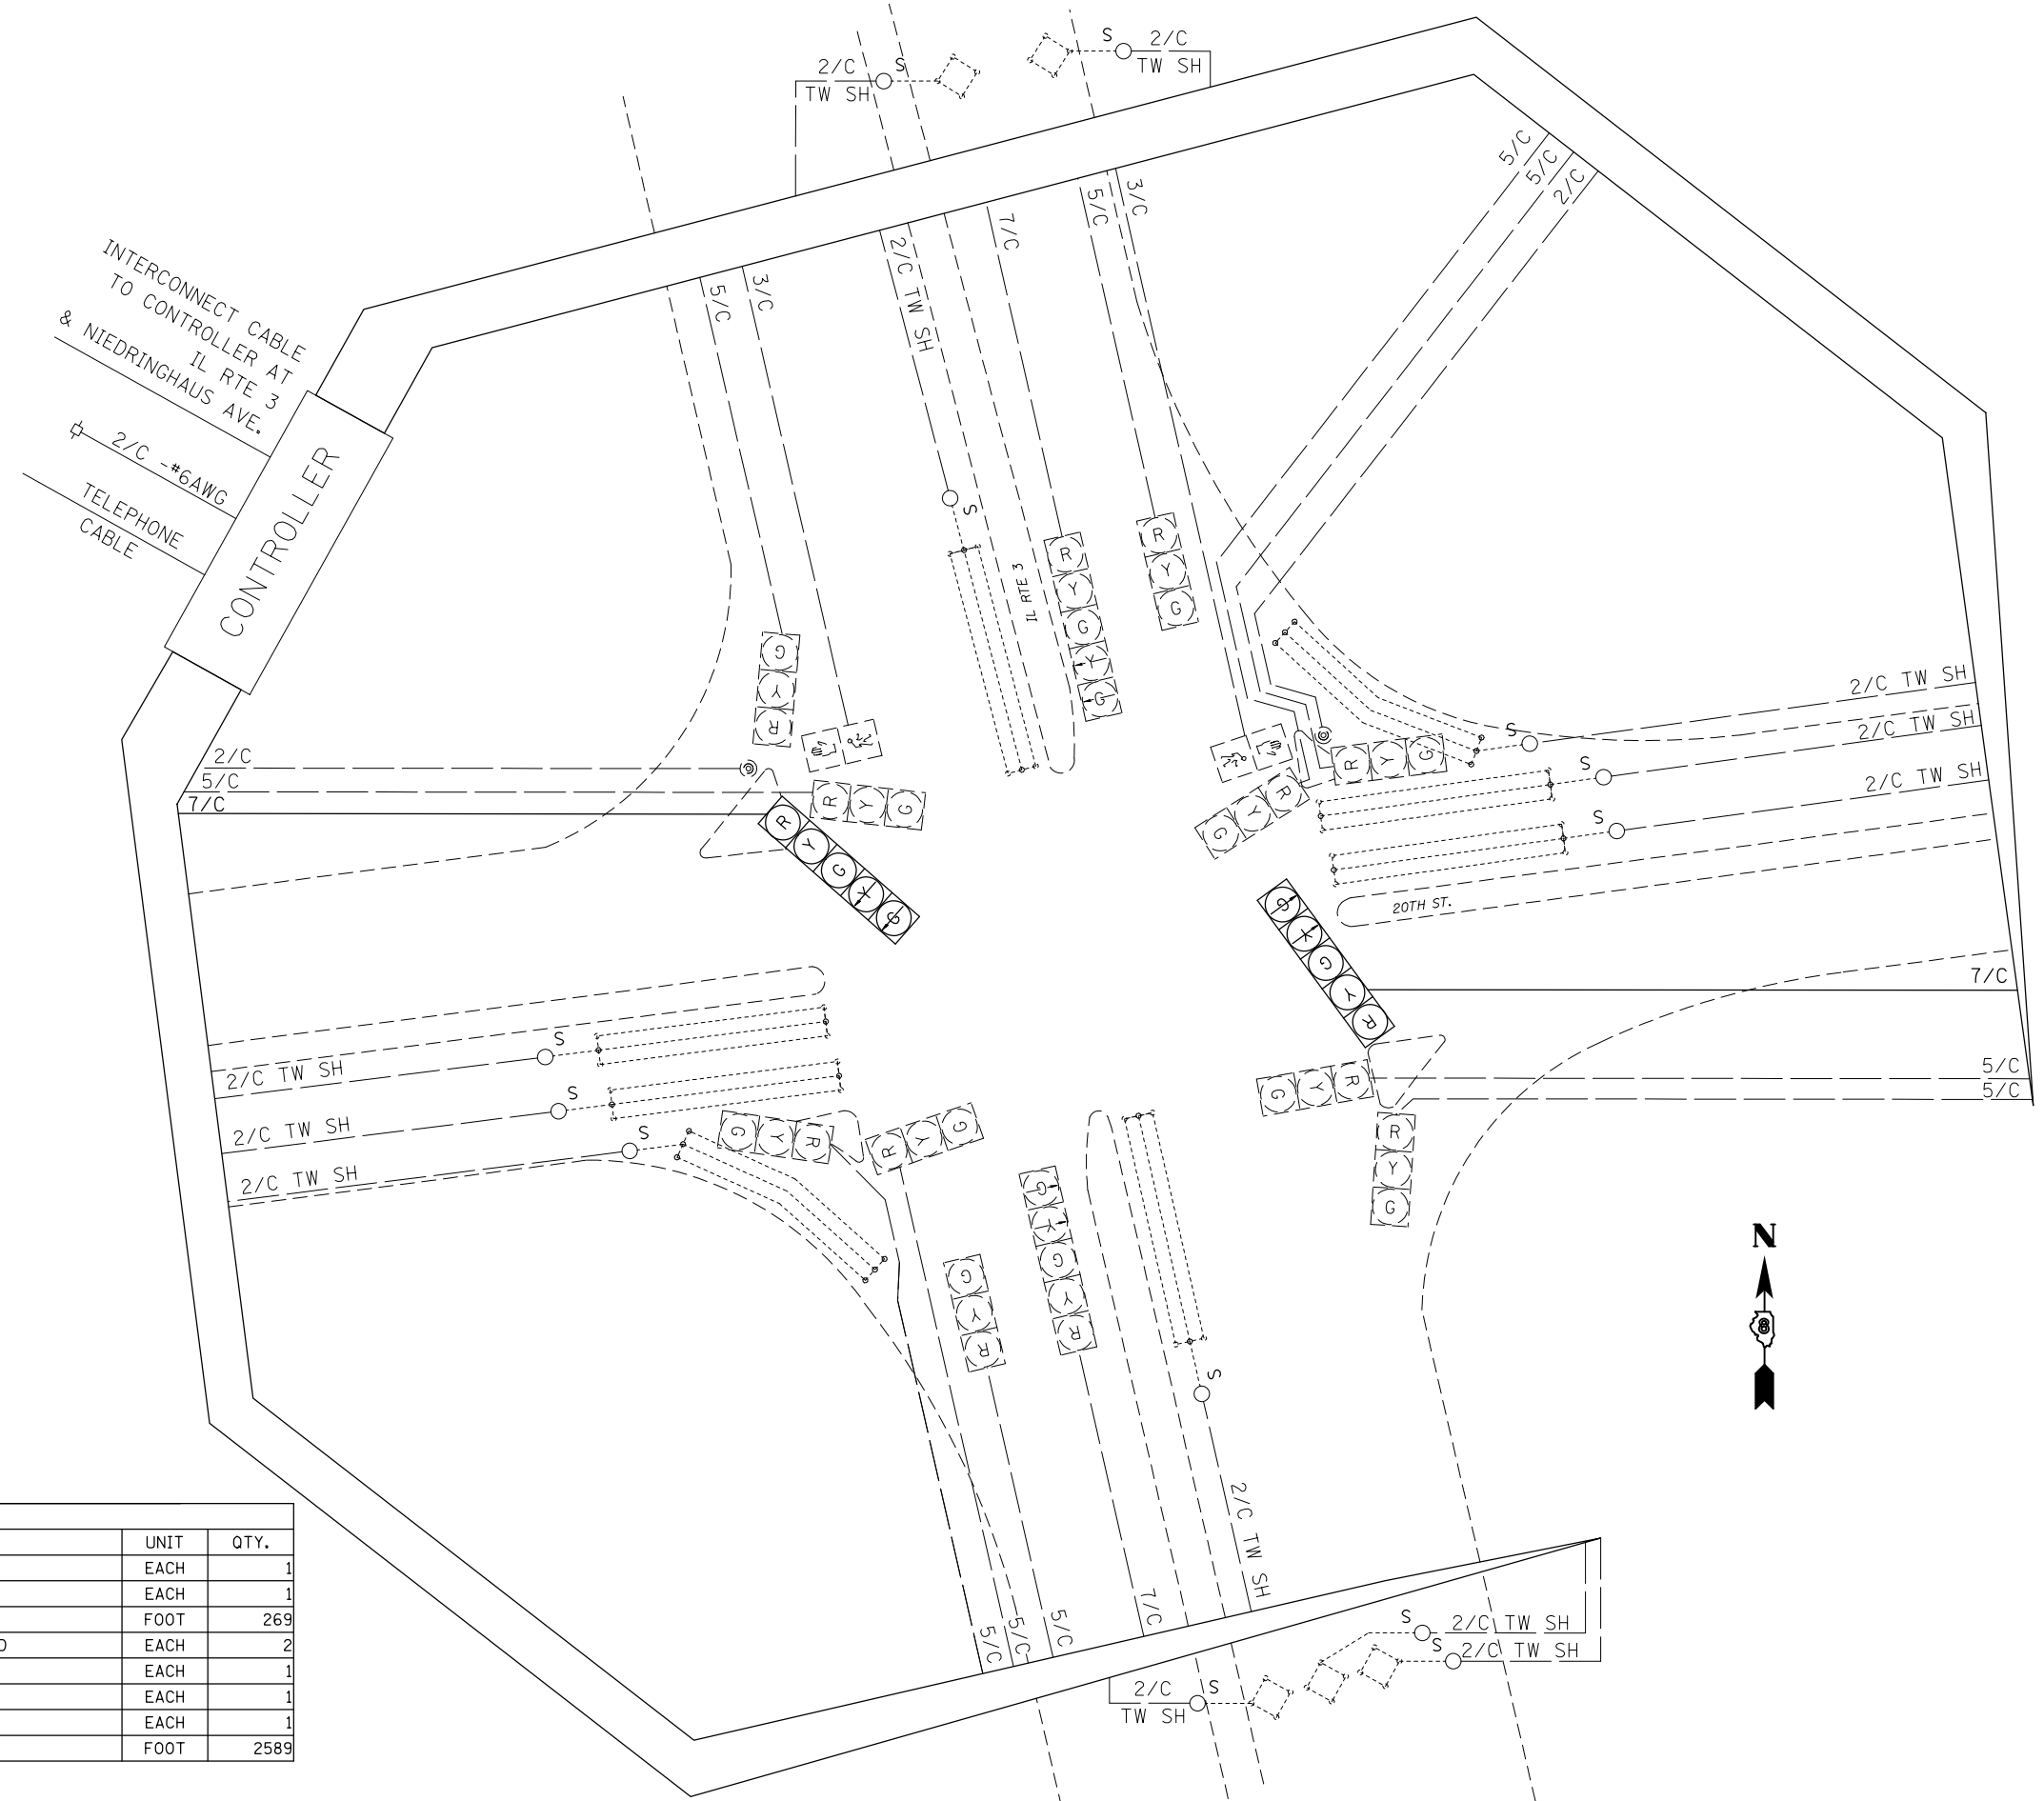 2/C
TW SH
S
S
2/C
TW SH
5/C
5/C
2/C
INTERCONNECT CABLE
TO CONTROLLER AT
IL RTE 3
& NIEDRINGHAUS AVE.
2/C -#6AWG
TELEPHONE
CABLE
CONTROLLER
5/C
3/C
2/C TW SH
7/C
5/C
3/C
S
IL RTE 3
R
Y
G
Y
G
R
Y
G
G
Y
R
2/C
5/C
7/C
R Y G
R Y G Y G
G Y R
R Y G
S
2/C TW SH
S
2/C TW SH
S
2/C TW SH
20TH ST.
G Y G Y R
7/C
5/C
5/C
G Y R
R
Y
G
2/C TW SH
S
2/C TW SH
S
2/C TW SH
S
G Y R
R Y G
G
Y
G
Y
R
G
Y
R
S
2/C TW SH
5/C
5/C
5/C
7/C
N
8
S
2/C TW SH
S
2/C TW SH
2/C
TW SH
S
UNIT QTY.
EACH 1
EACH 1
FOOT 269
D EACH 2
EACH 1
EACH 1
EACH 1
FOOT 2589